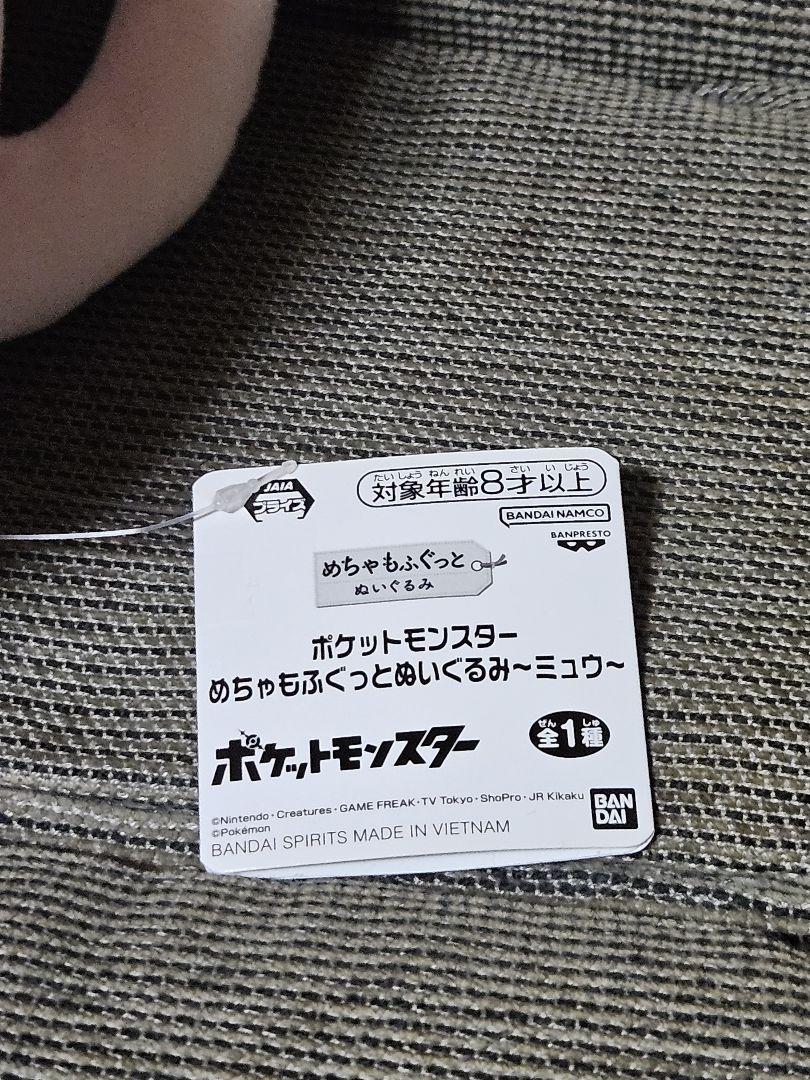 JAIA
プライズ
たいしょう ねんれい さい い じょう
対象年齢8才以上
BANDAI NAMCO
BANPRESTO
めちゃもふぐっと
ぬいぐるみ
ポケットモンスター
めちゃもふぐっとぬいぐるみ～ミュウ～
ポケットモンスター
ぜん しゅ
全1種
©Nintendo・Creatures・GAME FREAK・TV Tokyo・ShoPro・JR Kikaku
©Pokémon
BANDAI SPIRITS MADE IN VIETNAM
BAN
DAI